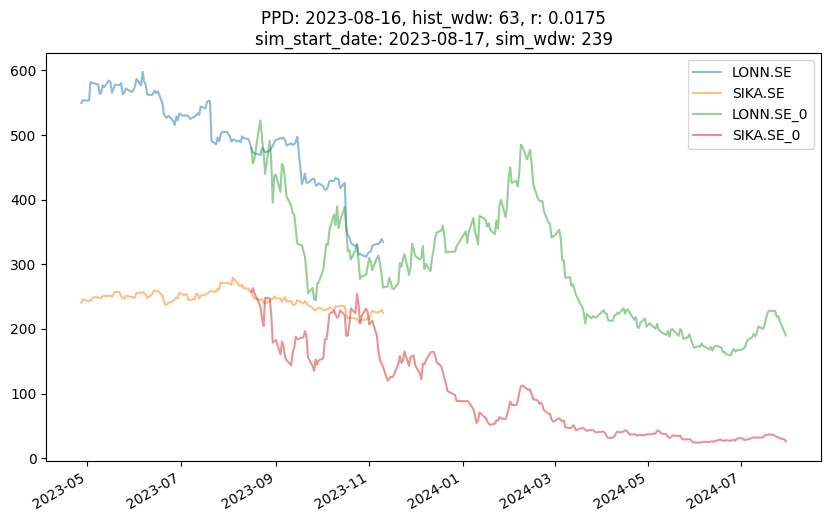 PPD: 2023-08-16, hist_wdw: 63, r: 0.0175
sim_start_date: 2023-08-17, sim_wdw: 239
LONN.SE
SIKA.SE
LONN.SE_0
SIKA.SE_0
600
500
400
300
200
100
0
2023-05
2023-07
2023-09
2023-11
2024-01
2024-03
2024-05
2024-07